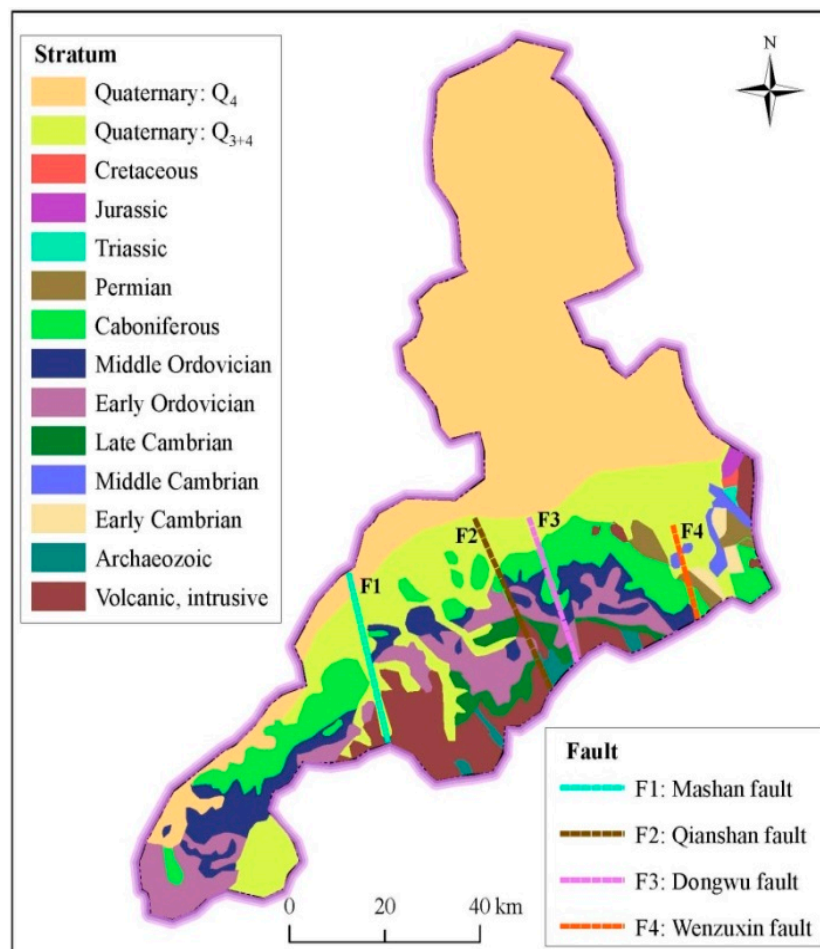 Stratum
Quaternary: Q₄
Quaternary: Q₃₊₄
Cretaceous
Jurassic
Triassic
Permian
Caboniferous
Middle Ordovician
Early Ordovician
Late Cambrian
Middle Cambrian
Early Cambrian
Archaeozoic
Volcanic, intrusive
N
F1
F2
F3
F4
0 20 40 km
Fault
F1: Mashan fault
F2: Qianshan fault
F3: Dongwu fault
F4: Wenzuxin fault